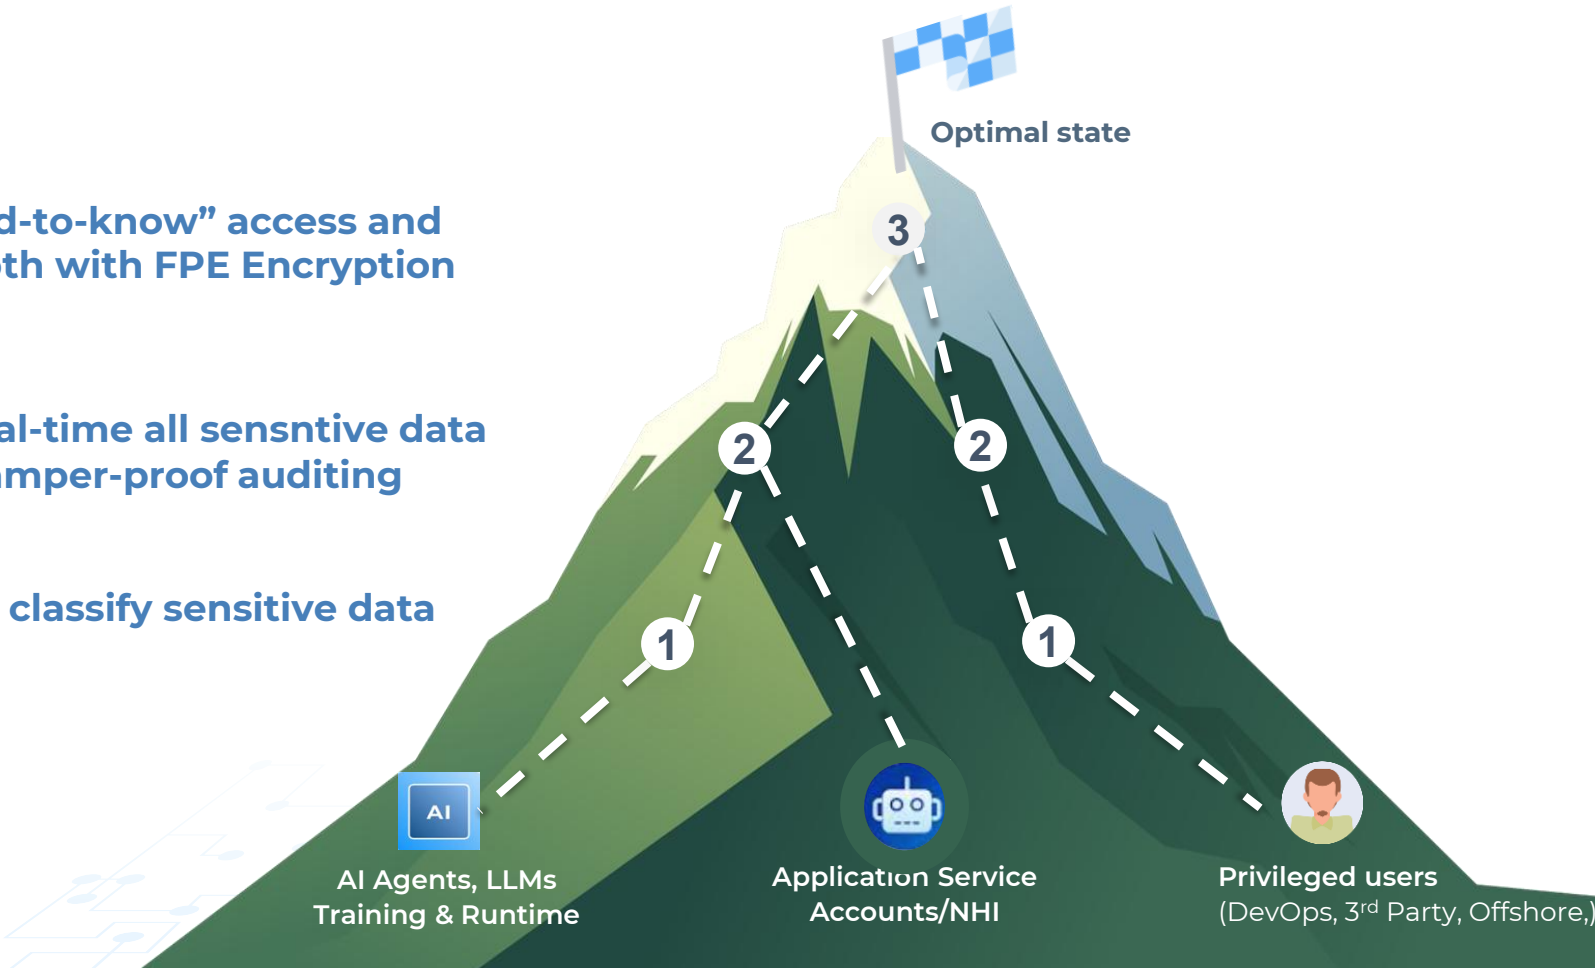 Optimal state
d-to-know” access and
oth with FPE Encryption
3
al-time all sensntive data
amper-proof auditing
2
2
classify sensitive data
1
1
AI
AI Agents, LLMs
Training & Runtime
Application Service
Accounts/NHI
Privileged users
(DevOps, 3rd Party, Offshore,)